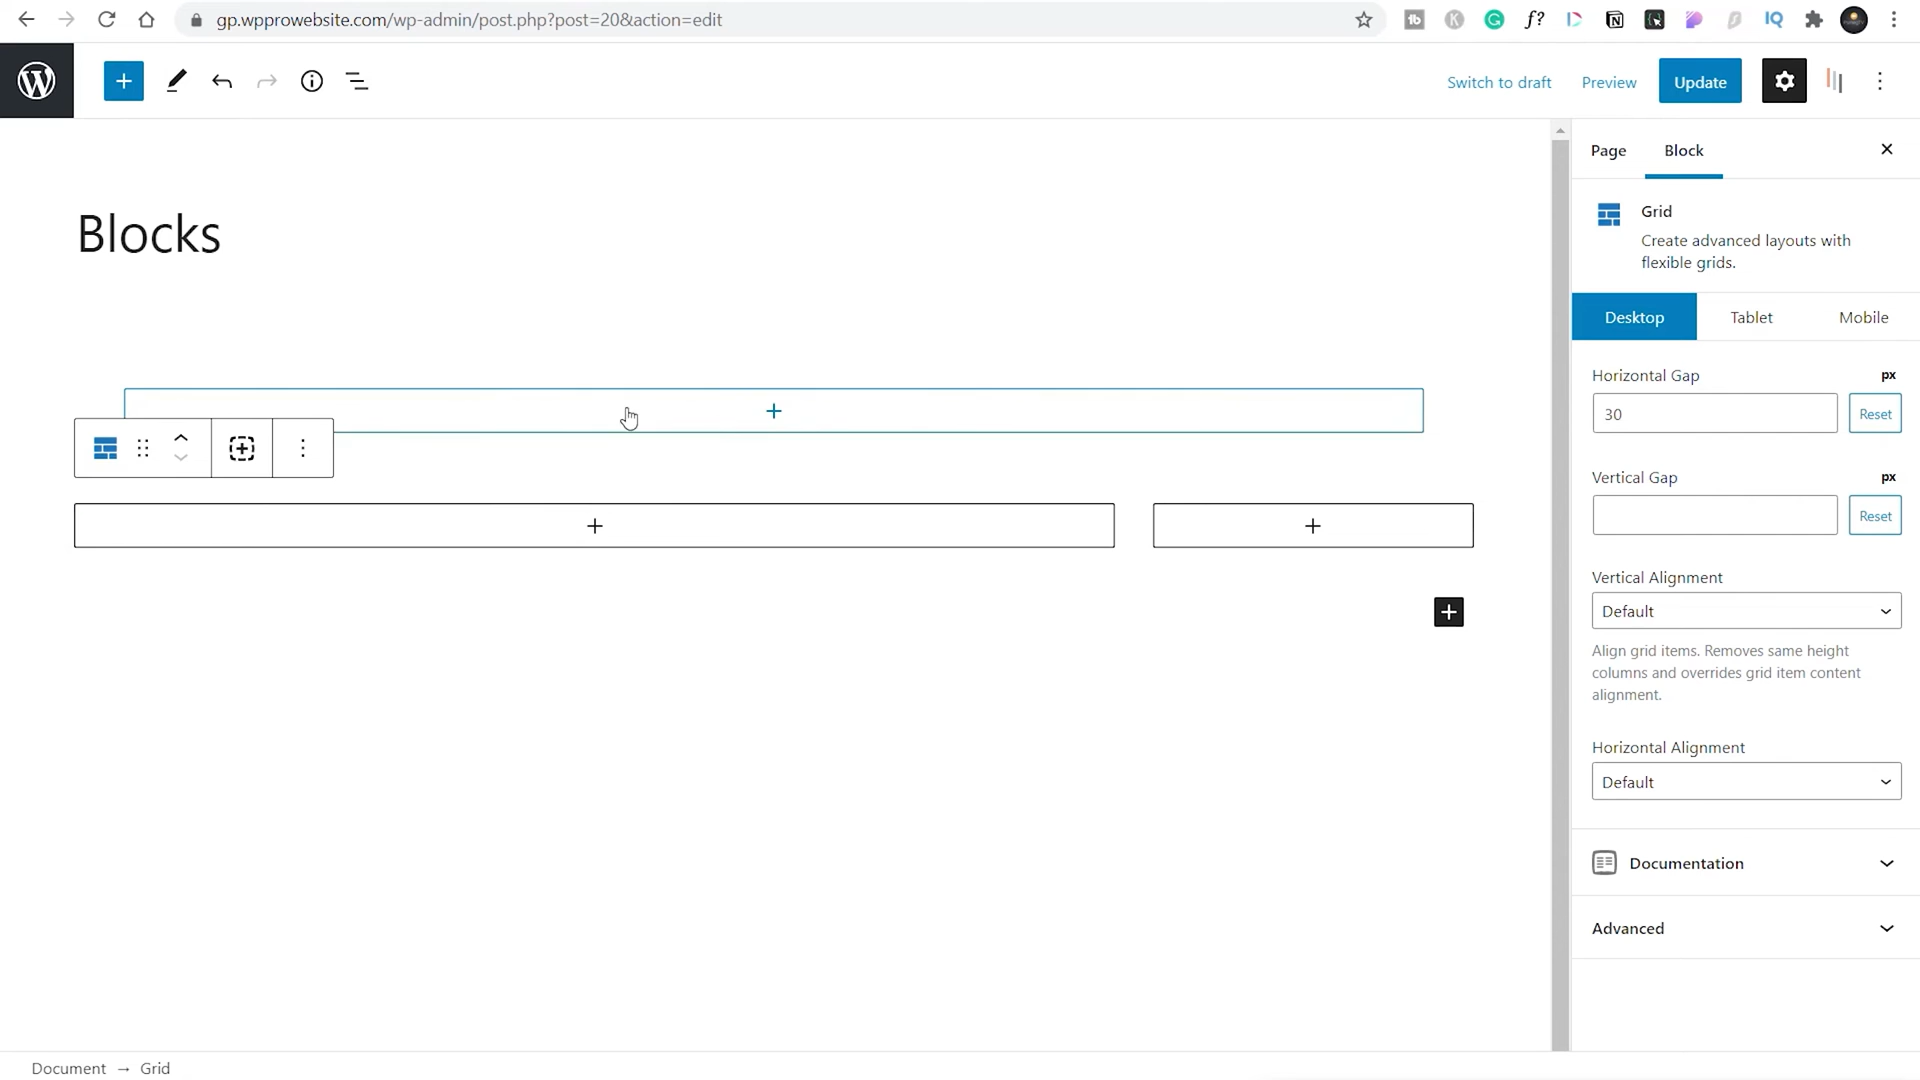 gp.wpprowebsite.com/wp-admin/post.php?post=20&action=edit
Switch to draft
Preview
Update
Page
Block
Blocks
Grid
Create advanced layouts with
flexible grids.
Desktop
Tablet
Mobile
Horizontal Gap
px
30
Reset
Vertical Gap
px
Reset
Vertical Alignment
Default
Align grid items. Removes same height
columns and overrides grid item content
alignment.
Horizontal Alignment
Default
Documentation
Advanced
Document → Grid